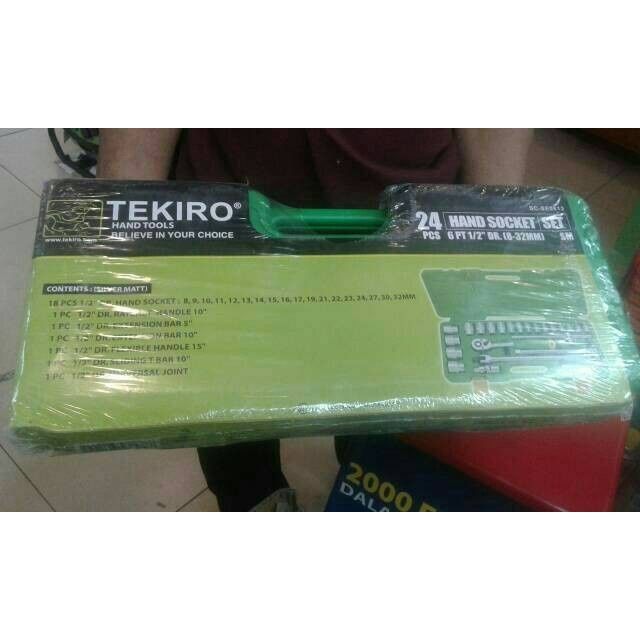 TEKIRO®
HAND TOOLS
BELIEVE IN YOUR CHOICE
www.tekiro.com
24 PCS
HAND SOCKET SET
6 PT 1/2" DR. (8-32MM) SM
CONTENTS : (SILVER MATT)
18 PCS 1/2" DR. HAND SOCKET : 8, 9, 10, 11, 12, 13, 14, 15, 16, 17, 19, 21, 22, 23, 24, 27, 30, 32MM
1 PC 1/2" DR. RATCHET HANDLE 10"
1 PC 1/2" DR. EXTENSION BAR 5"
1 PC 1/2" DR. EXTENSION BAR 10"
1 PC 1/2" DR. FLEXIBLE HANDLE 15"
1 PC 1/2" DR. SLIDING T BAR 10"
1 PC 1/2" DR. UNIVERSAL JOINT
2000